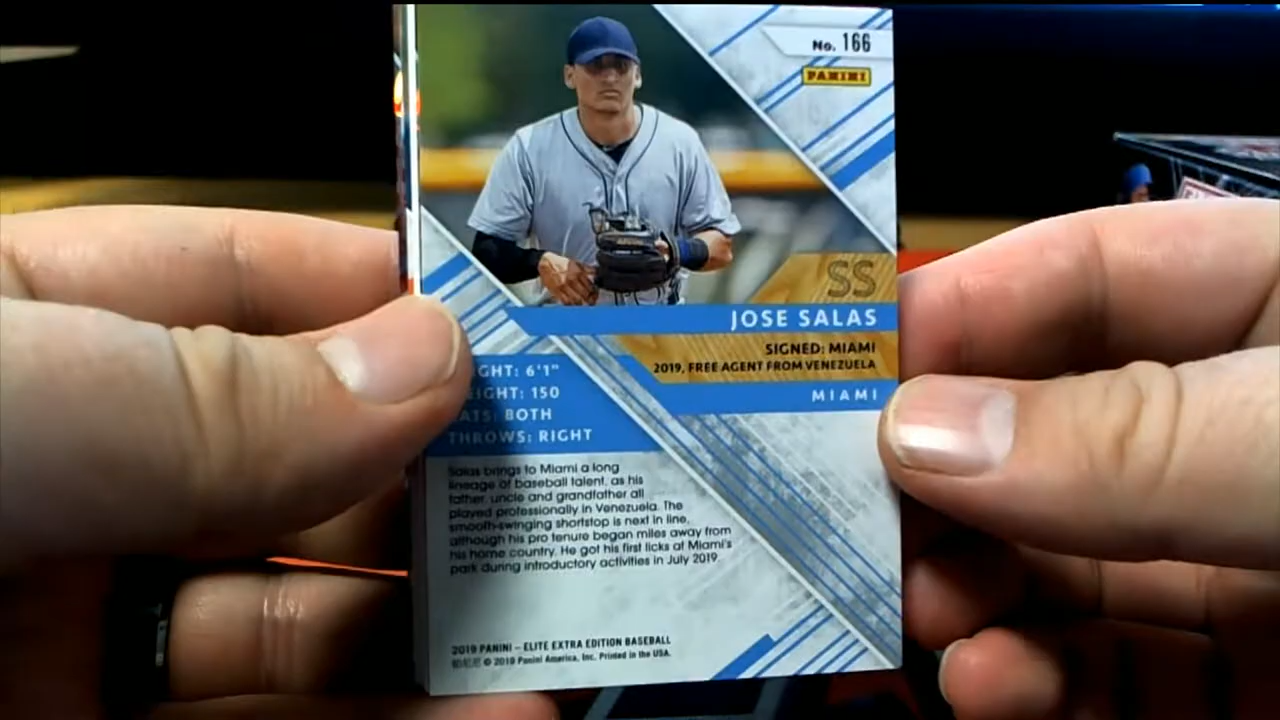 No. 166
PANINI
SS
JOSE SALAS
SIGNED: MIAMI
2019, FREE AGENT FROM VENEZUELA
MIAMI
GHT: 6'1"
EIGHT: 150
ATS: BOTH
THROWS: RIGHT
Salas brings to Miami a long
lineage of baseball talent, as his
father, uncle and grandfather all
played professionally in Venezuela. The
smooth-swinging shortstop is next in line,
although his pro tenure began miles away from
his home country. He got his first licks at Miami's
park during introductory activities in July 2019.
2019 PANINI – ELITE EXTRA EDITION BASEBALL
© 2019 Panini America, Inc. Printed in the USA.